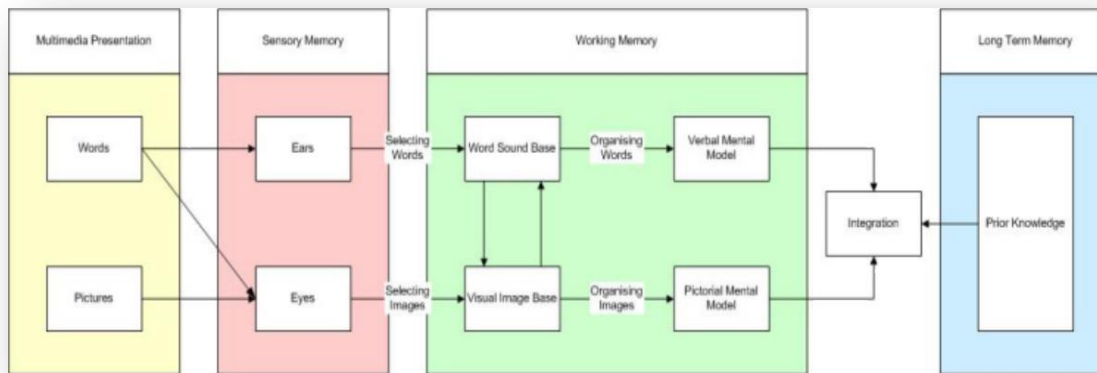 Multimedia Presentation
Sensory Memory
Working Memory
Long Term Memory
Words
Ears
Selecting
Words
Word Sound Base
Organising
Words
Verbal Mental
Model
Integration
Prior Knowledge
Pictures
Eyes
Selecting
Images
Visual Image Base
Organising
Images
Pictorial Mental
Model